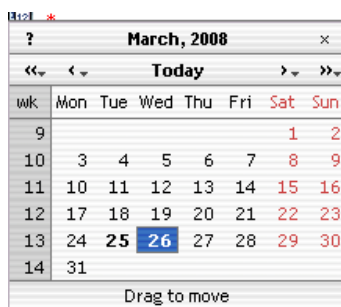 ? March, 2008 ×
«▾ ‹▾ Today ›▾ »▾
wk Mon Tue Wed Thu Fri Sat Sun
9 1 2
10 3 4 5 6 7 8 9
11 10 11 12 13 14 15 16
12 17 18 19 20 21 22 23
13 24 25 26 27 28 29 30
14 31
Drag to move